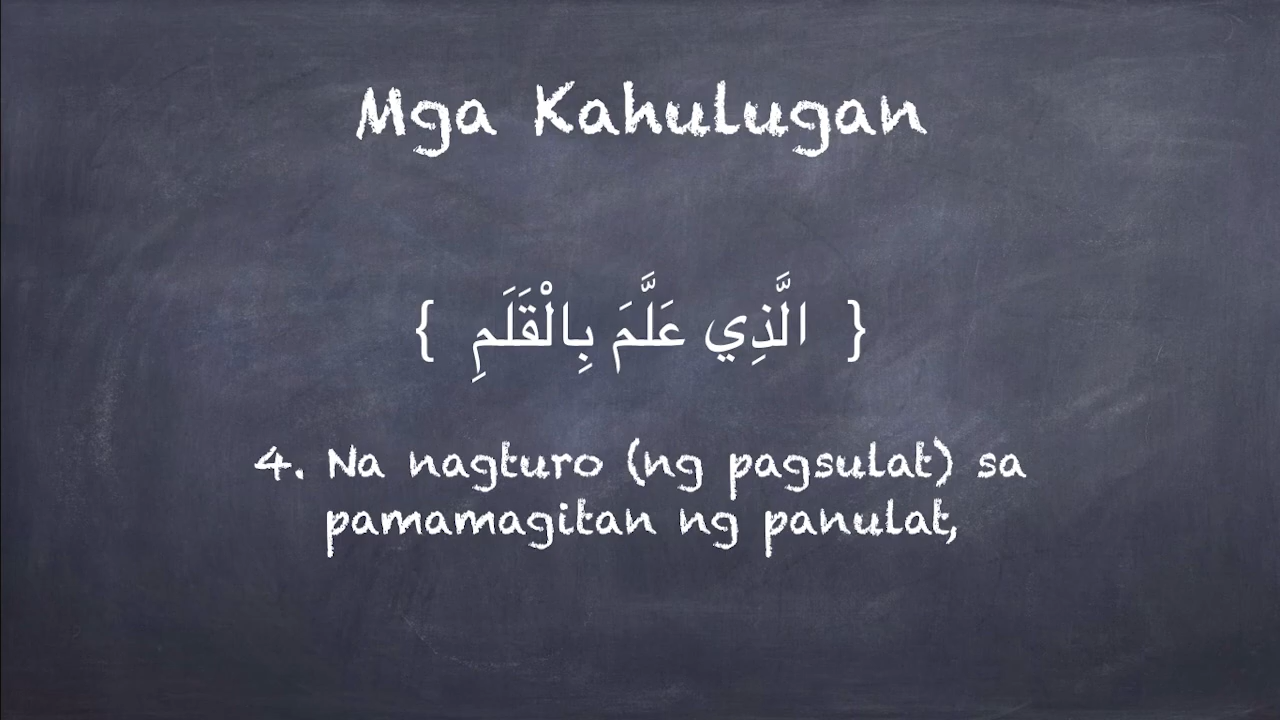 Mga Kahulugan
{ الَّذِي عَلَّمَ بِالْقَلَمِ }
4. Na nagturo (ng pagsulat) sa
pamamagitan ng panulat,